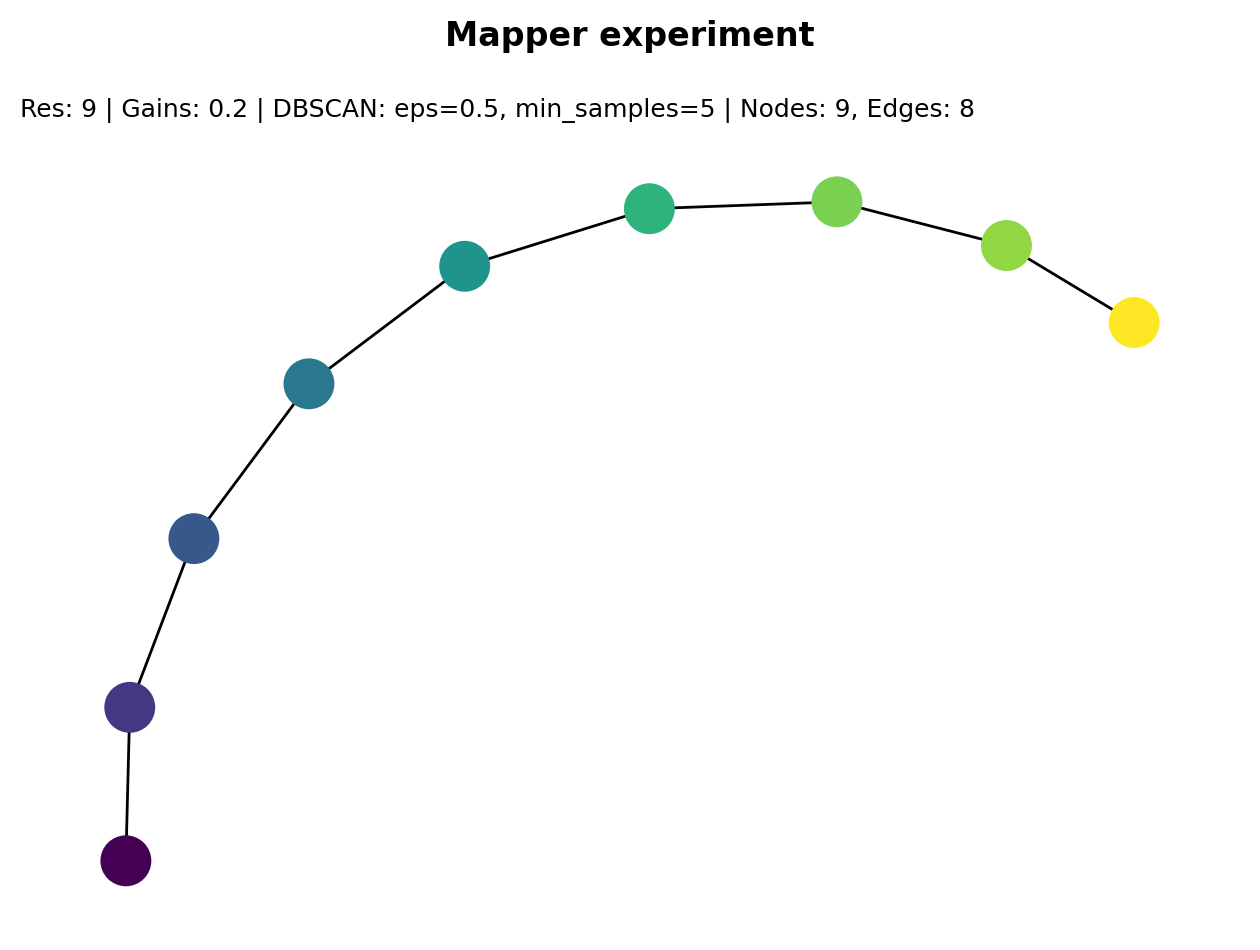 Mapper experiment
Res: 9 | Gains: 0.2 | DBSCAN: eps=0.5, min_samples=5 | Nodes: 9, Edges: 8